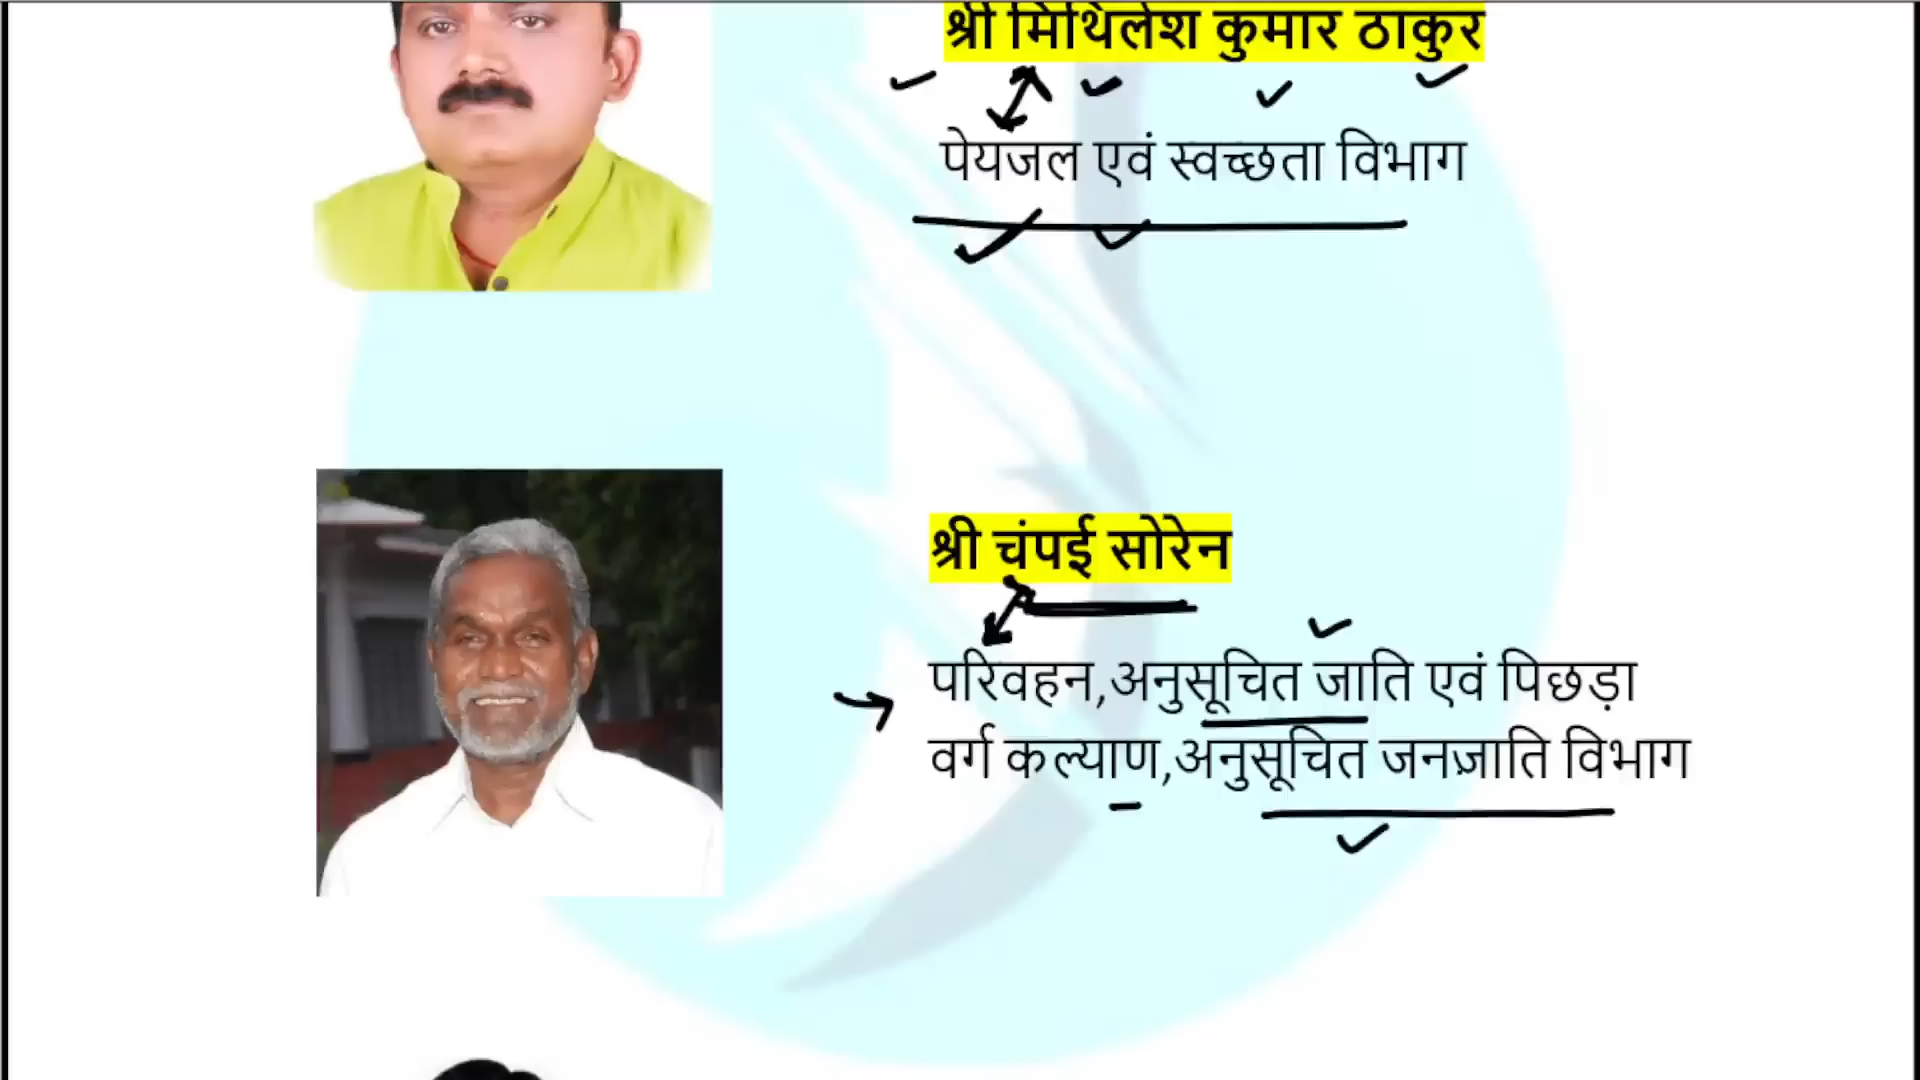 श्री मिथिलेश कुमार ठाकुर
पेयजल एवं स्वच्छता विभाग
श्री चंपई सोरेन
परिवहन,अनुसूचित जाति एवं पिछड़ा
वर्ग कल्याण,अनुसूचित जनजाति विभाग